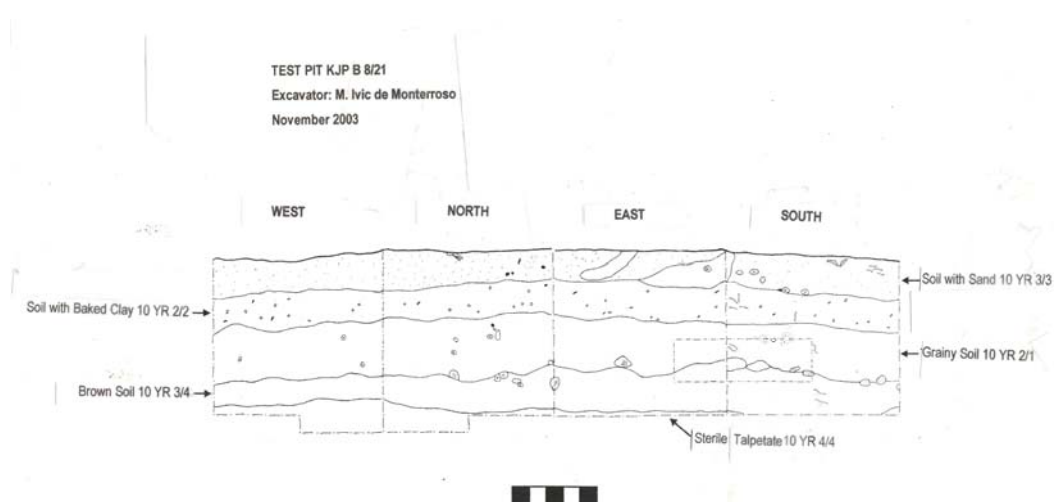 TEST PIT KJP B 8/21
Excavator: M. Ivic de Monterroso
November 2003
WEST
NORTH
EAST
SOUTH
Soil with Sand 10 YR 3/3
Soil with Baked Clay 10 YR 2/2
Grainy Soil 10 YR 2/1
Brown Soil 10 YR 3/4
Sterile Talpetate 10 YR 4/4